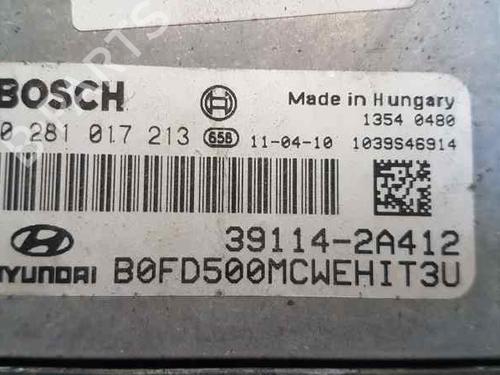 BOSCH
Made in Hungary
1354 0480
0 281 017 213 658 11-04-10 1039S46914
39114-2A412
HYUNDAI B0FD500MCWEHIT3U
PARTS